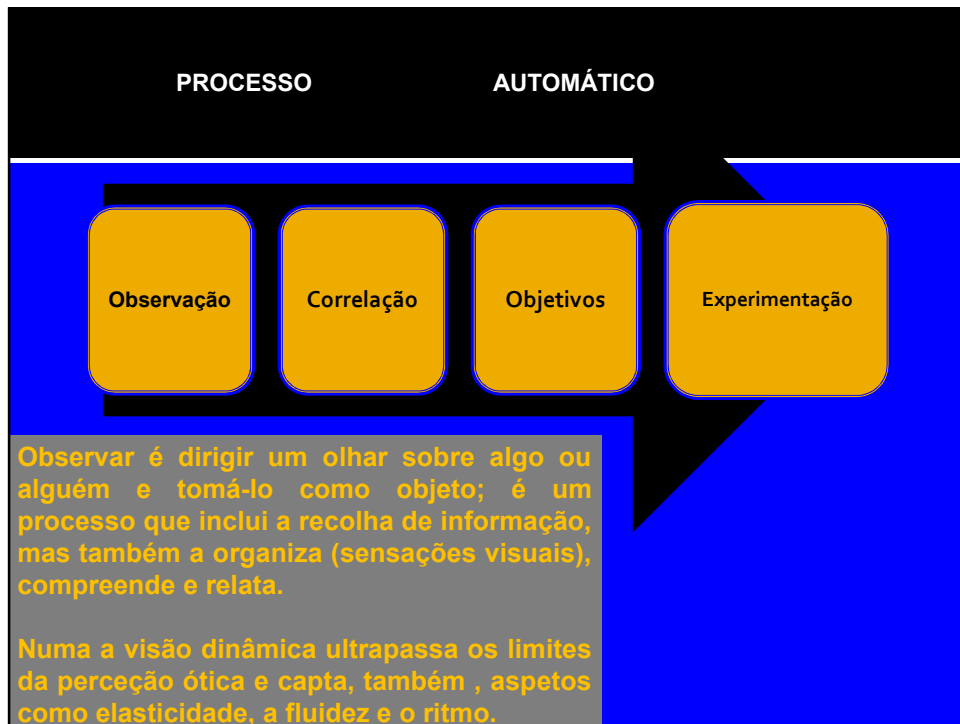 PROCESSO AUTOMÁTICO
Observação Correlação Objetivos Experimentação
Observar é dirigir um olhar sobre algo ou
alguém e tomá-lo como objeto; é um
processo que inclui a recolha de informação,
mas também a organiza (sensações visuais),
compreende e relata.
Numa a visão dinâmica ultrapassa os limites
da perceção ótica e capta, também , aspetos
como elasticidade, a fluidez e o ritmo.